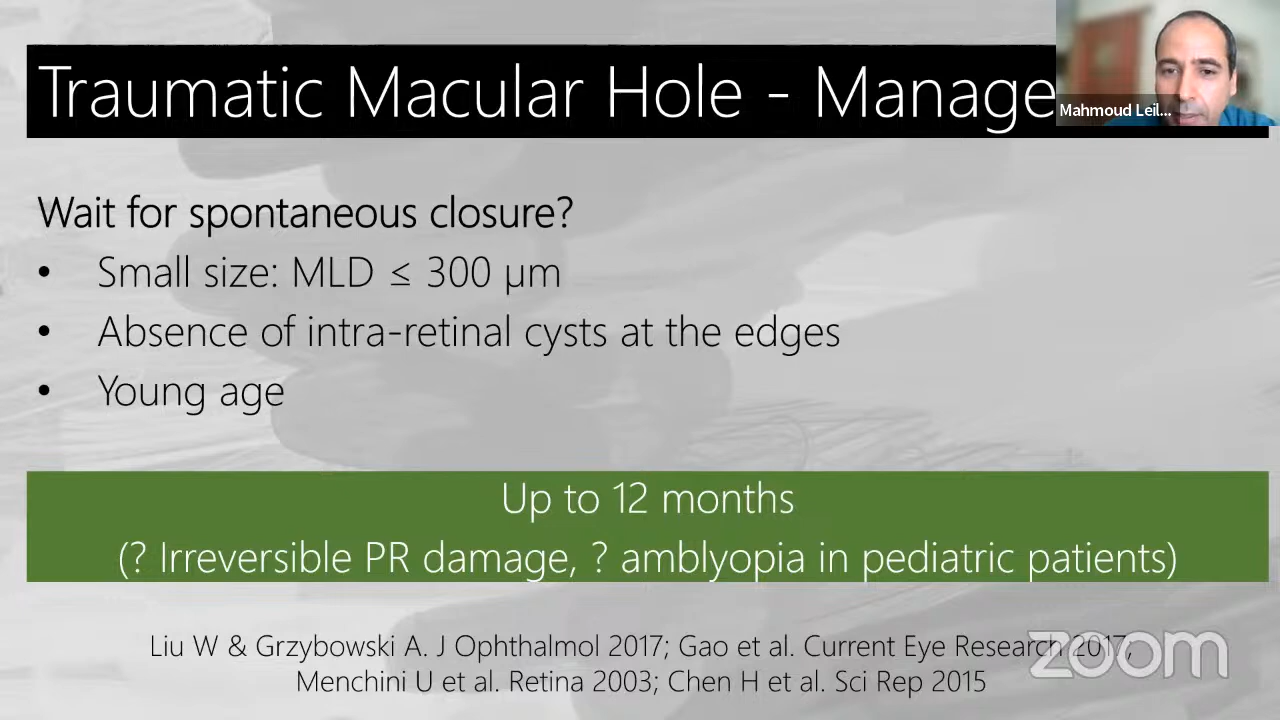 Traumatic Macular Hole - Manage
Mahmoud Leil...
Wait for spontaneous closure?
• Small size: MLD ≤ 300 µm
• Absence of intra-retinal cysts at the edges
• Young age
Up to 12 months
(? Irreversible PR damage, ? amblyopia in pediatric patients)
Liu W & Grzybowski A. J Ophthalmol 2017; Gao et al. Current Eye Research 2017;
Menchini U et al. Retina 2003; Chen H et al. Sci Rep 2015
zoom